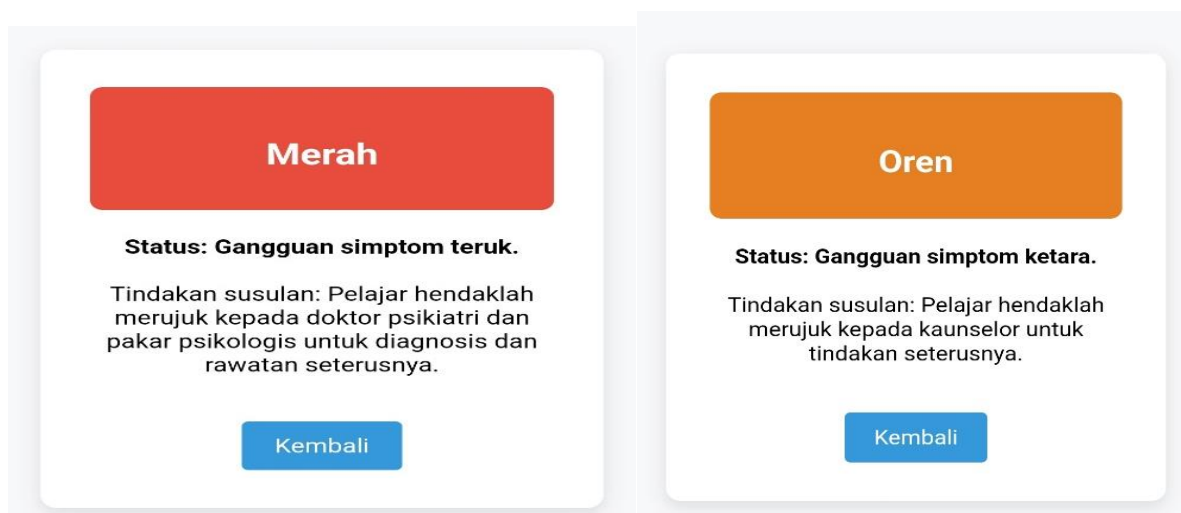 Merah
Status: Gangguan simptom teruk.
Tindakan susulan: Pelajar hendaklah
merujuk kepada doktor psikiatri dan
pakar psikologis untuk diagnosis dan
rawatan seterusnya.
Kembali
Oren
Status: Gangguan simptom ketara.
Tindakan susulan: Pelajar hendaklah
merujuk kepada kaunselor untuk
tindakan seterusnya.
Kembali